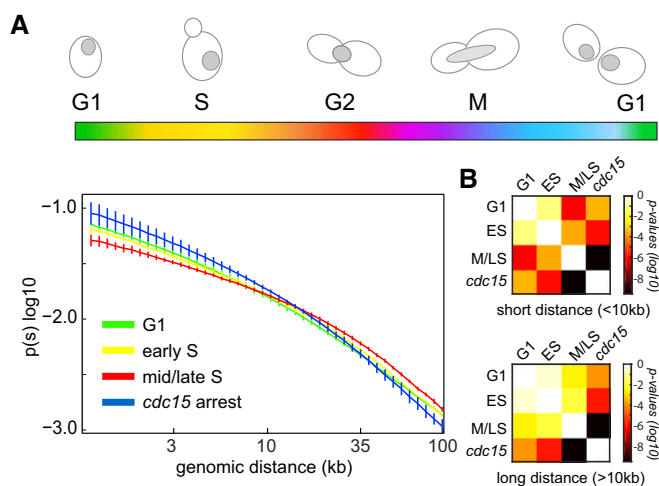 A
G1 S G2 M G1
p(s) log10
−1.0
−2.0
−3.0
G1
early S
mid/late S
cdc15 arrest
3 10 35 100
genomic distance (kb)
B
G1 ES M/LS cdc15
G1
ES
M/LS
cdc15
0
−2
−4
−6
−8
p-values (log10)
short distance (<10kb)
G1 ES M/LS cdc15
G1
ES
M/LS
cdc15
0
−2
−4
−6
−8
p-values (log10)
long distance (>10kb)